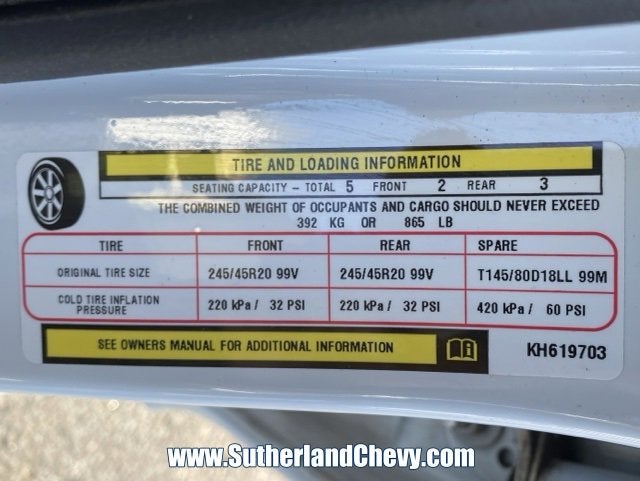 TIRE AND LOADING INFORMATION
SEATING CAPACITY - TOTAL 5 FRONT 2 REAR 3
THE COMBINED WEIGHT OF OCCUPANTS AND CARGO SHOULD NEVER EXCEED
392 KG OR 865 LB
TIRE FRONT REAR SPARE
ORIGINAL TIRE SIZE 245/45R20 99V 245/45R20 99V T145/80D18LL 99M
COLD TIRE INFLATION PRESSURE 220 kPa / 32 PSI 220 kPa / 32 PSI 420 kPa / 60 PSI
SEE OWNERS MANUAL FOR ADDITIONAL INFORMATION
KH619703
www.SutherlandChevy.com